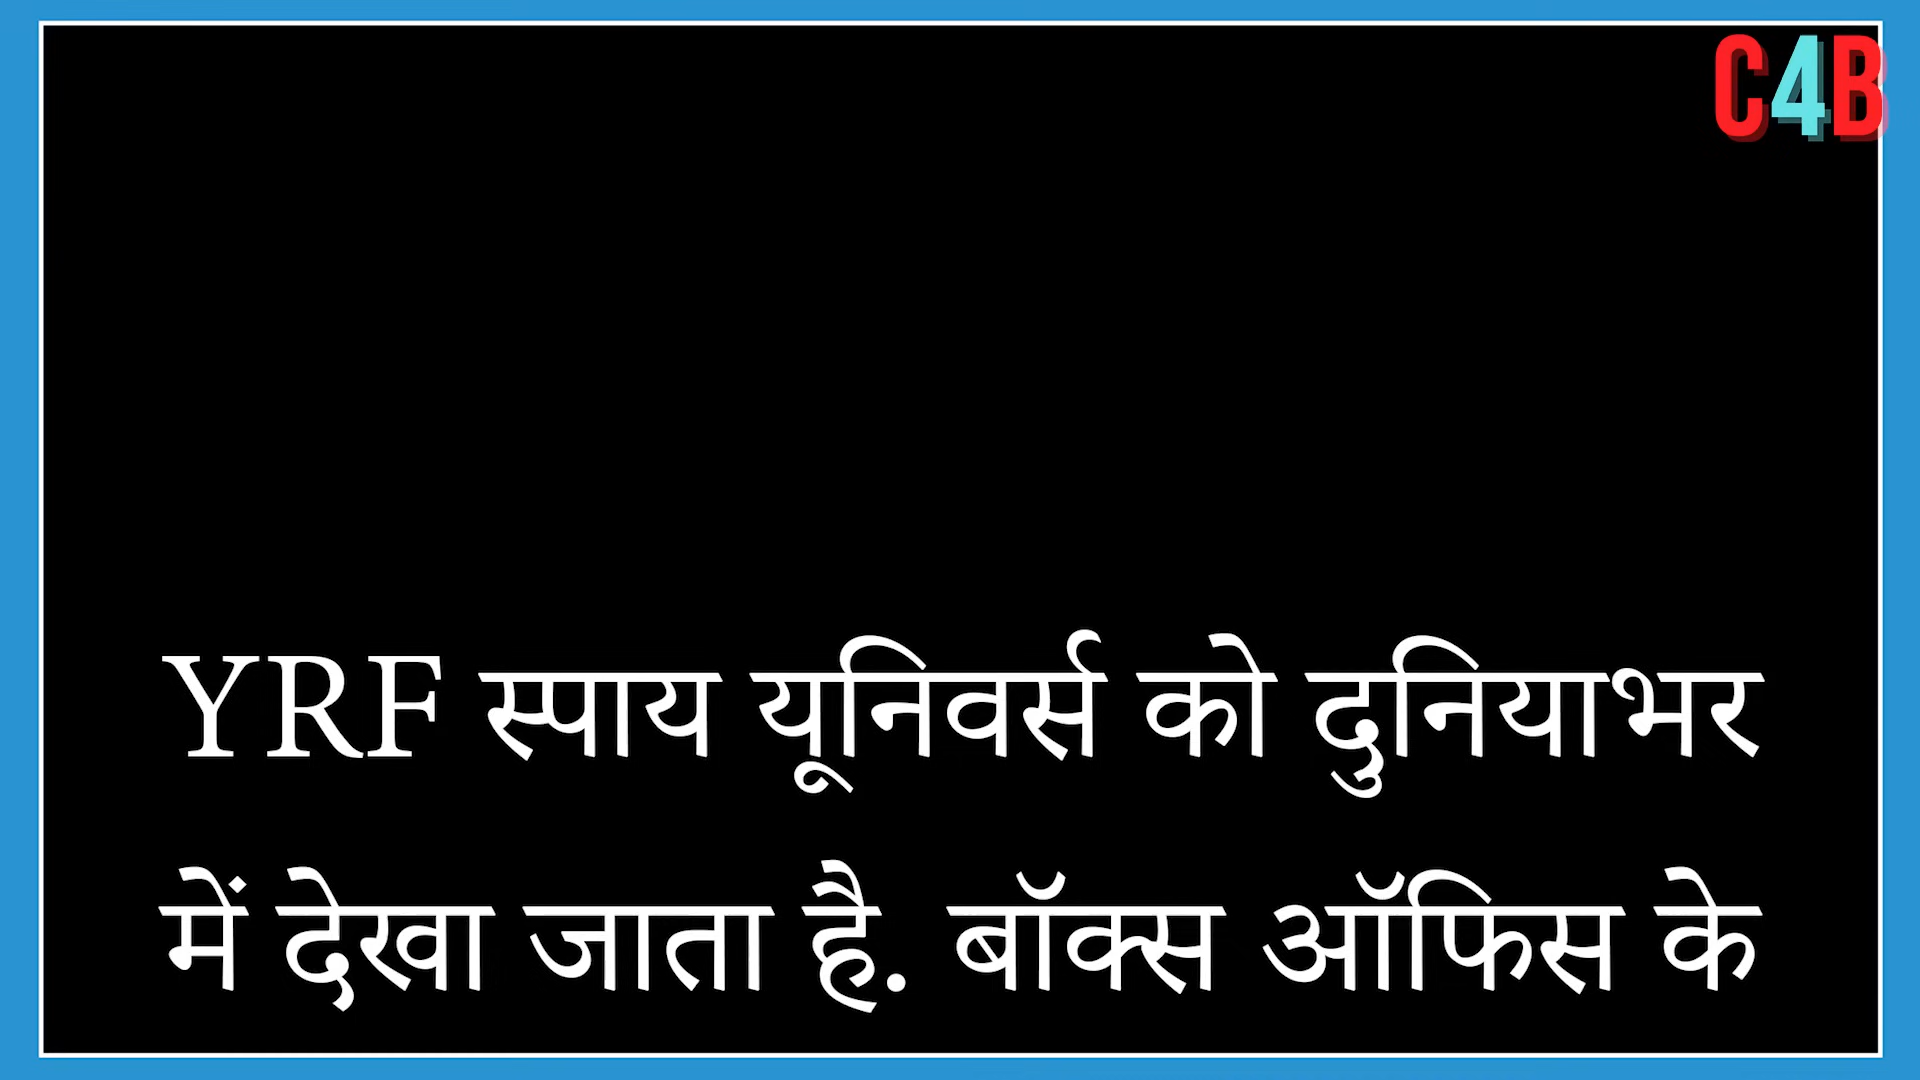 C4B
YRF स्पाय यूनिवर्स को दुनियाभर
में देखा जाता है. बॉक्स ऑफिस के